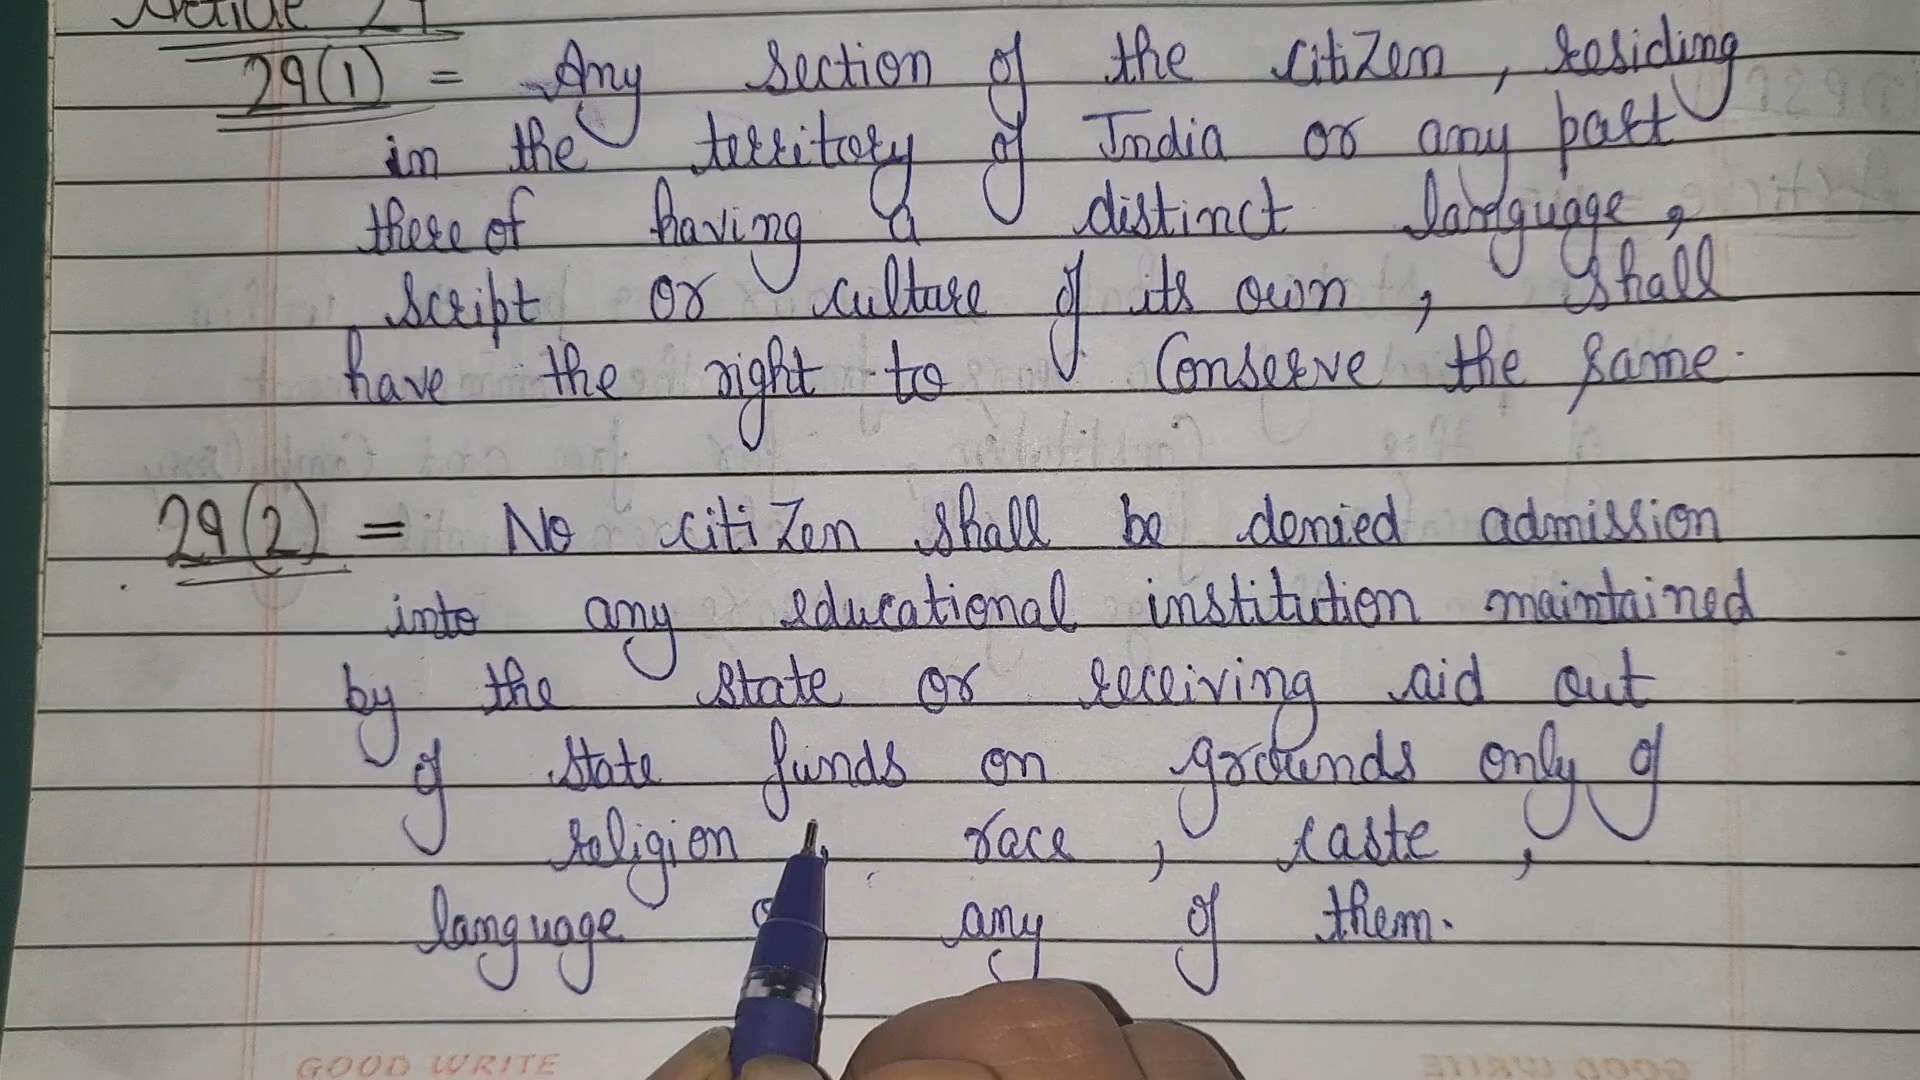 Article 29
29(1) = Any section of the citizen, residing
in the territory of India or any part
there of having a distinct language,
script or culture of its own, shall
have the right to Conserve the same.
29(2) = No citizen shall be denied admission
into any educational institution maintained
by the state or receiving aid out
of state funds on grounds only of
religion, race, caste,
language any of them.
GOOD WRITE